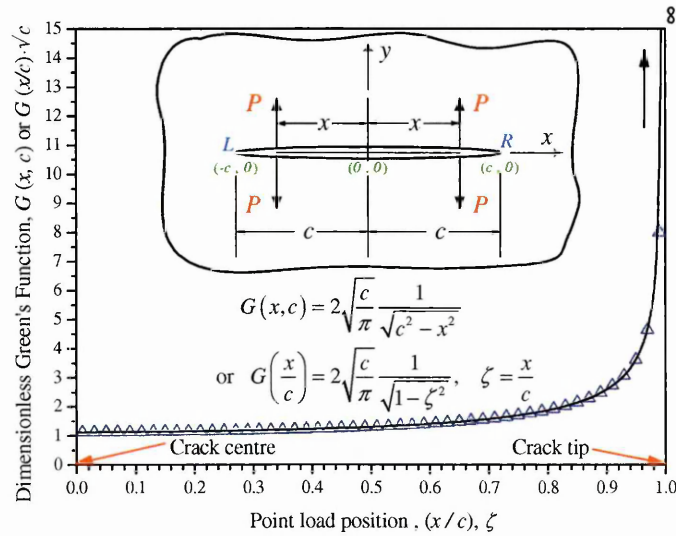 8
15
14
13
12
11
10
9
8
7
6
5
4
3
2
1
0
Dimensionless Green's Function, G (x, c) or G (x/c)·√c
y
P P
x x
L R x
(-c , 0) (0 , 0) (c , 0)
P P
c c
G(x,c) = 2√(c/π) 1/√(c² − x²)
or G(x/c) = 2√(c/π) 1/√(1−ζ²), ζ = x/c
Crack centre Crack tip
0.0 0.1 0.2 0.3 0.4 0.5 0.6 0.7 0.8 0.9 1.0
Point load position , (x / c), ζ